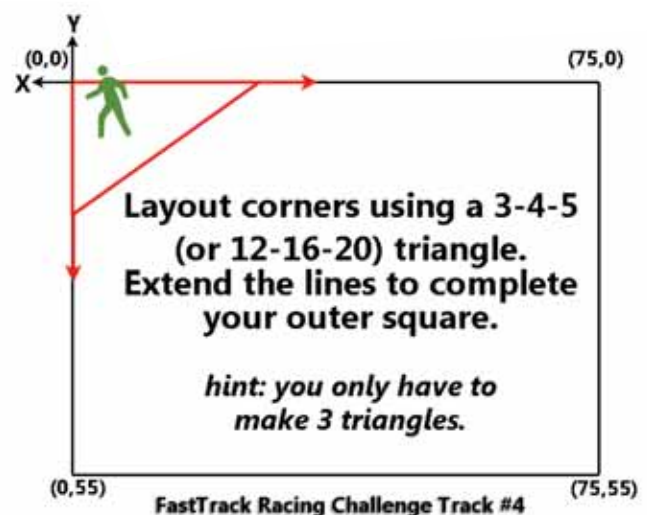 Y
(0,0)
(75,0)
X
Layout corners using a 3-4-5
(or 12-16-20) triangle.
Extend the lines to complete
your outer square.
hint: you only have to
make 3 triangles.
(0,55)
(75,55)
FastTrack Racing Challenge Track #4